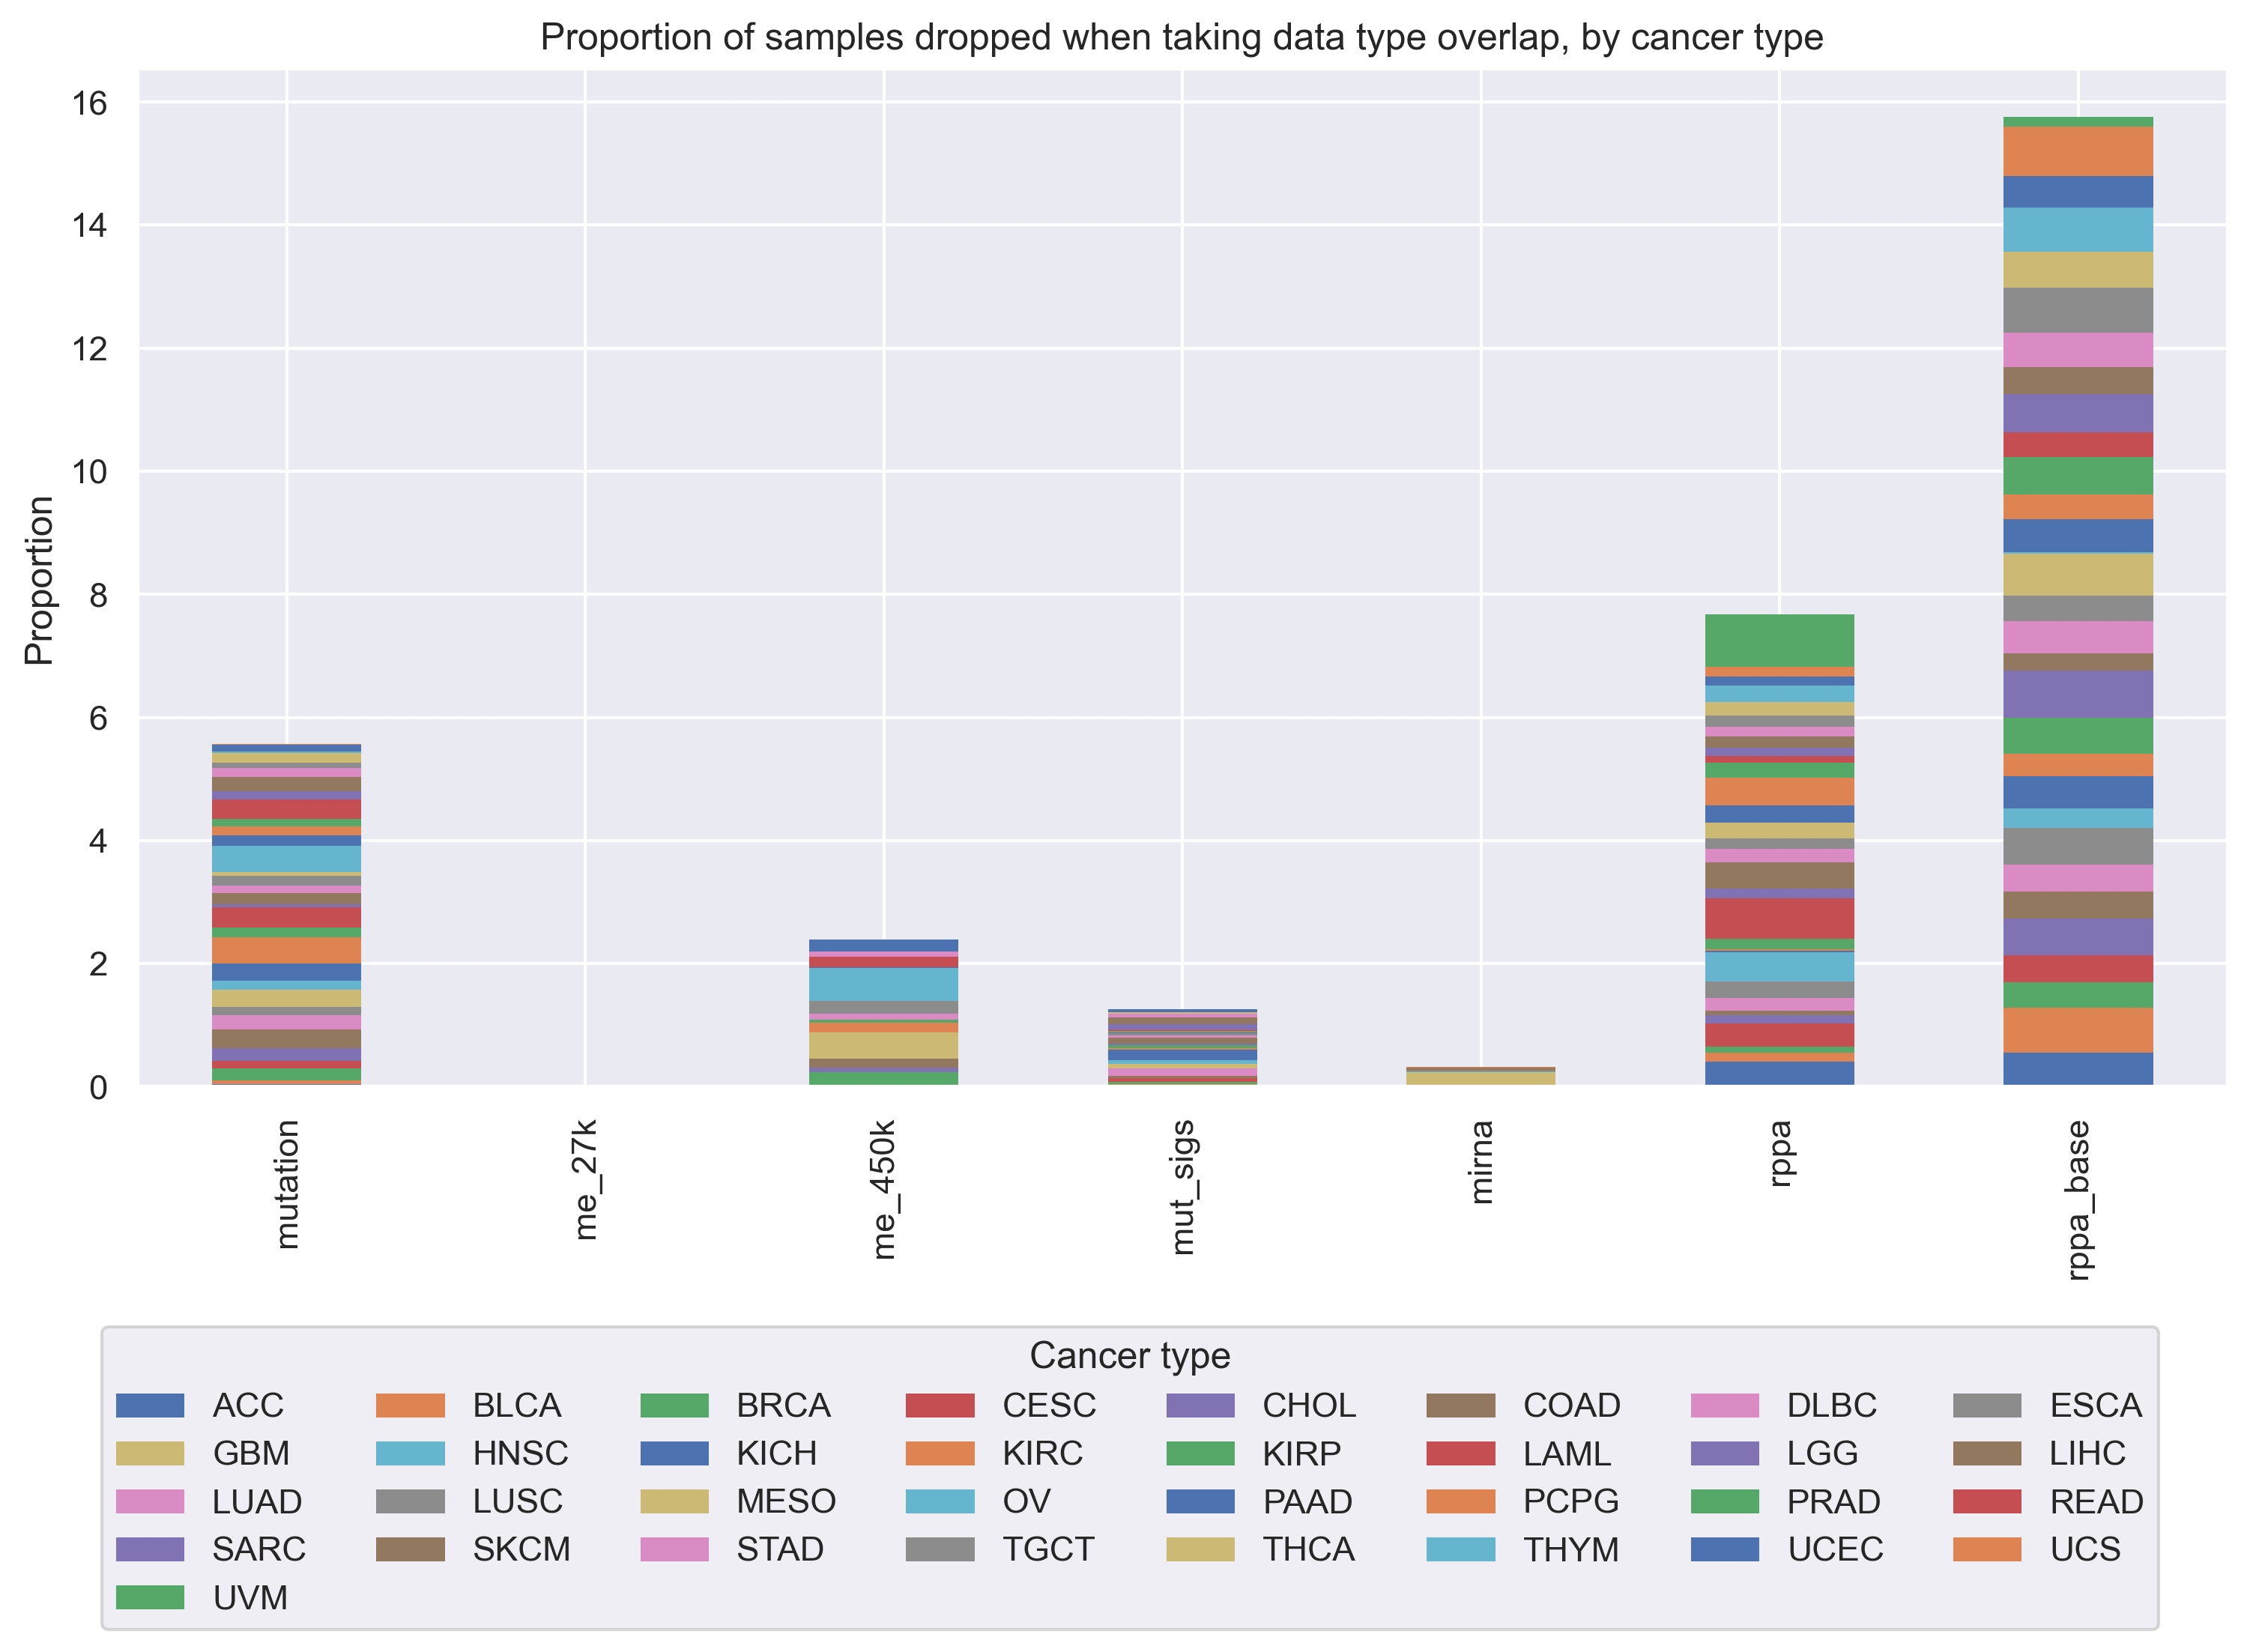 Proportion of samples dropped when taking data type overlap, by cancer type
16
14
12
10
8
6
4
2
0
Proportion
mutation
me_27k
me_450k
mut_sigs
mirna
rppa
rppa_base
Cancer type
ACC BLCA BRCA CESC CHOL COAD DLBC ESCA
GBM HNSC KICH KIRC KIRP LAML LGG LIHC
LUAD LUSC MESO OV PAAD PCPG PRAD READ
SARC SKCM STAD TGCT THCA THYM UCEC UCS
UVM